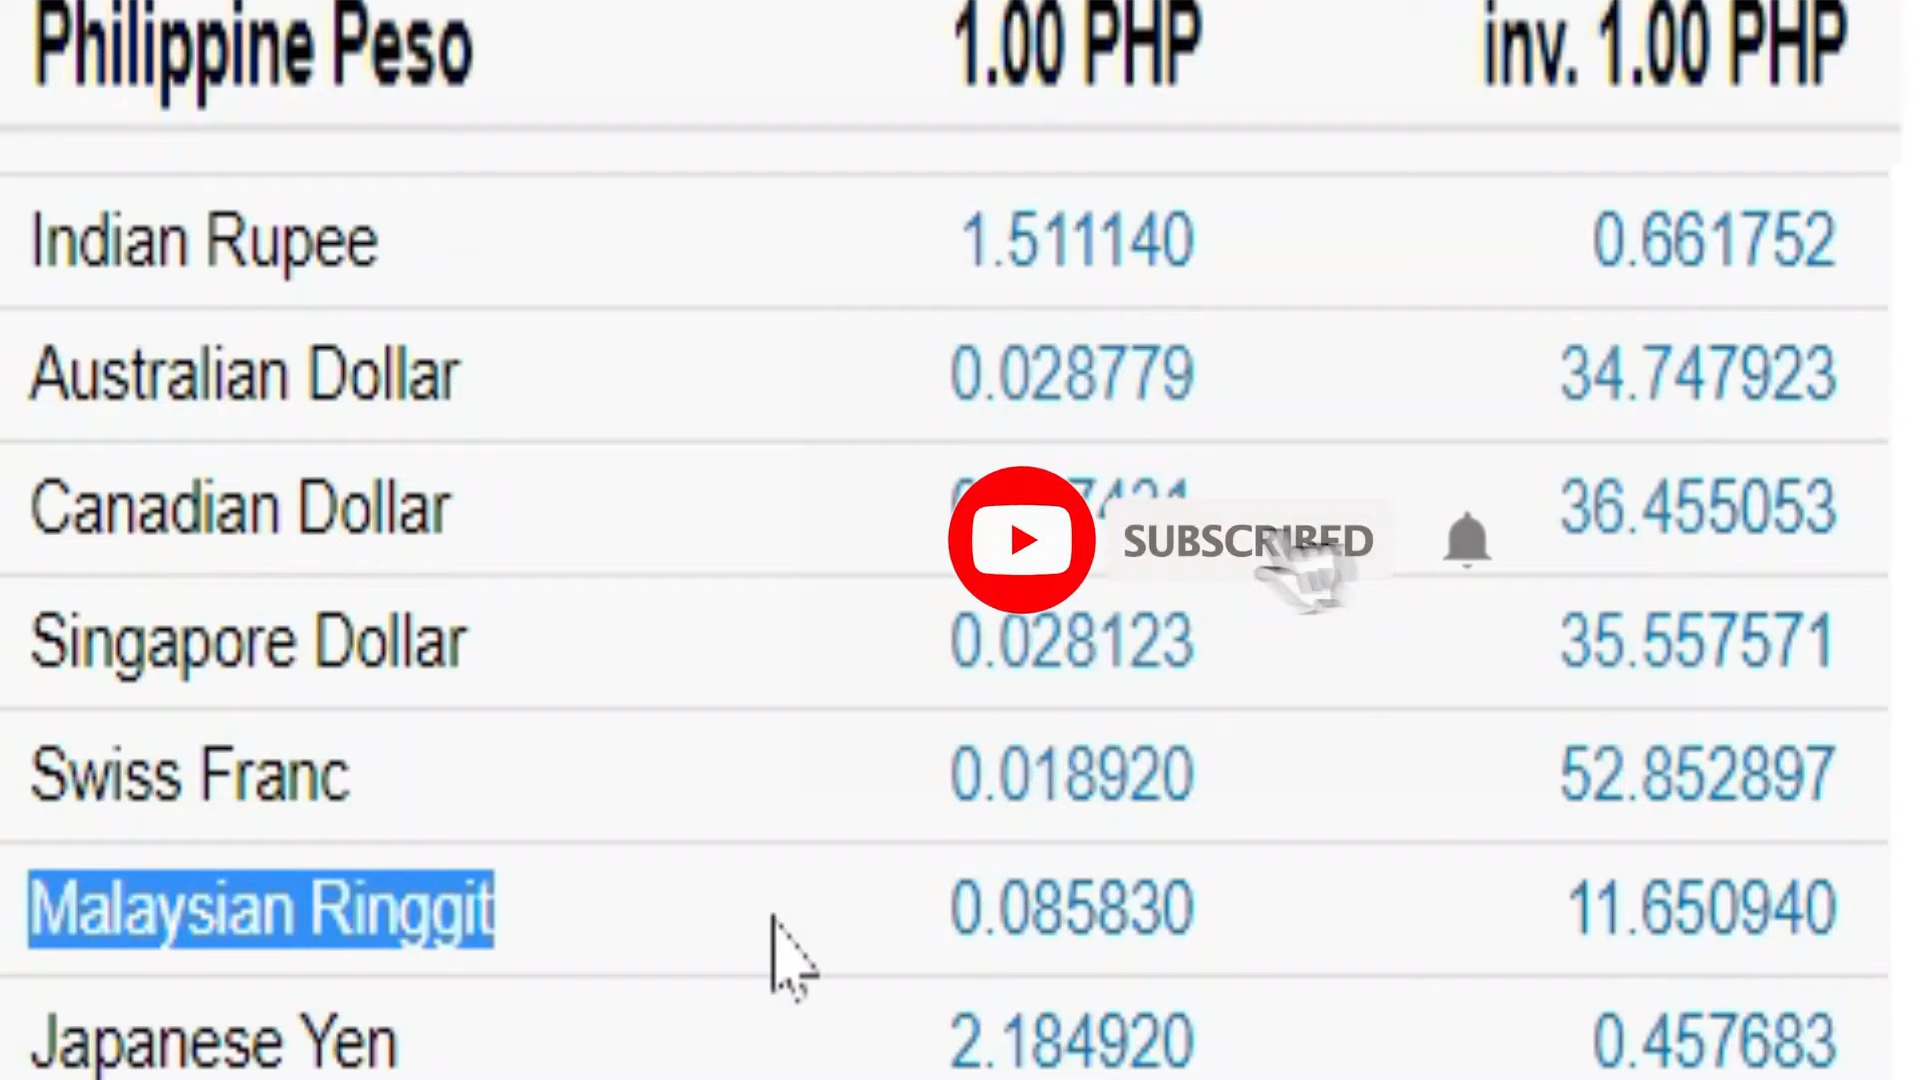 Philippine Peso 1.00 PHP inv. 1.00 PHP
Indian Rupee 1.511140 0.661752
Australian Dollar 0.028779 34.747923
Canadian Dollar 36.455053
SUBSCRIBED
Singapore Dollar 0.028123 35.557571
Swiss Franc 0.018920 52.852897
Malaysian Ringgit 0.085830 11.650940
Japanese Yen 2.184920 0.457683